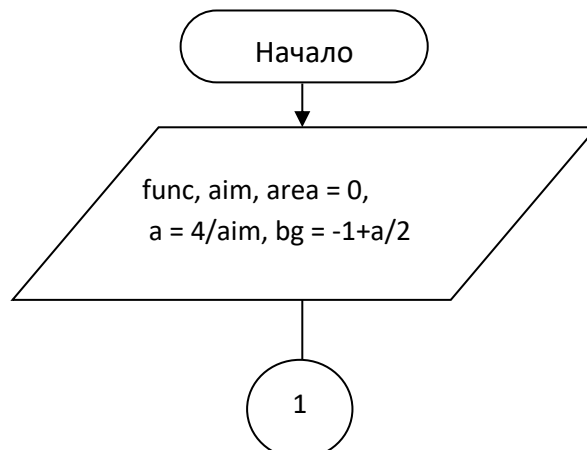 Начало
func, aim, area = 0,
a = 4/aim, bg = -1+a/2
1